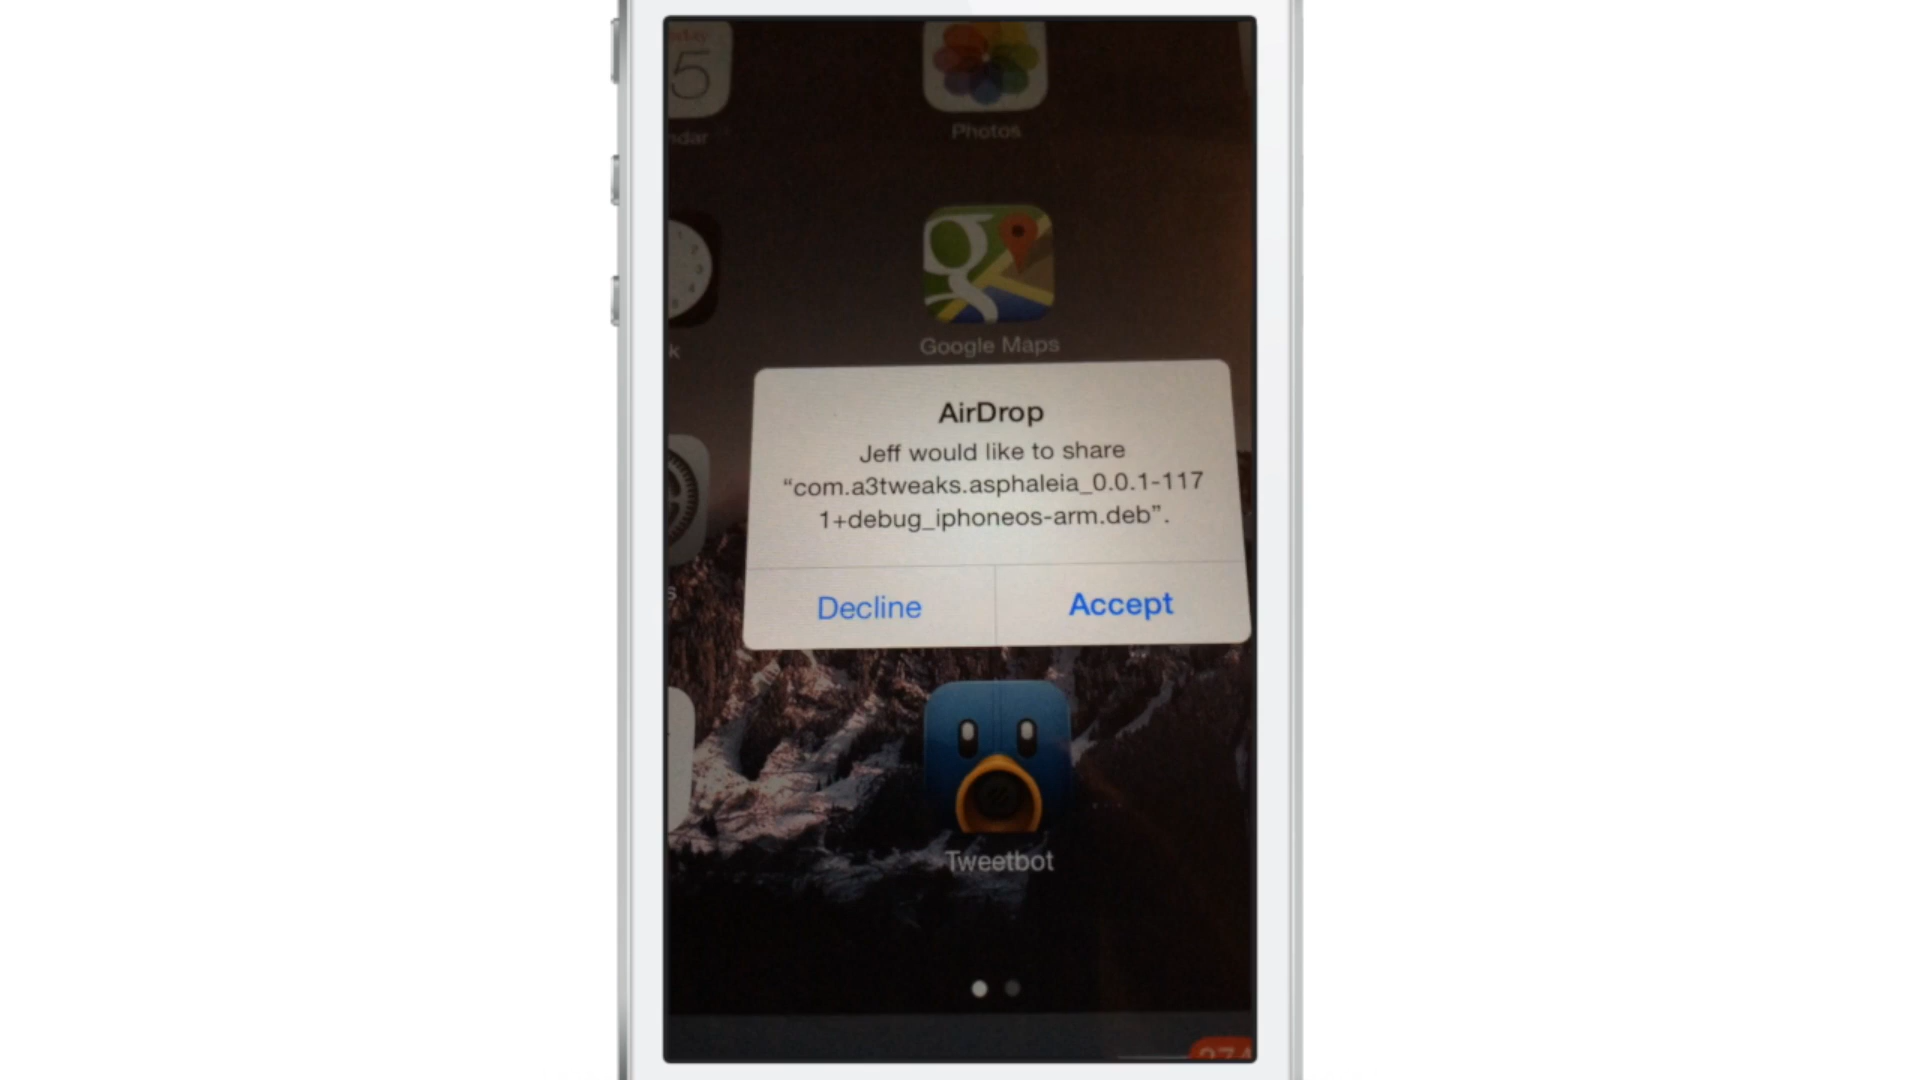 5
Photos
Google Maps
AirDrop
Jeff would like to share
“com.a3tweaks.asphaleia_0.0.1-117
1+debug_iphoneos-arm.deb”.
Decline
Accept
Tweetbot